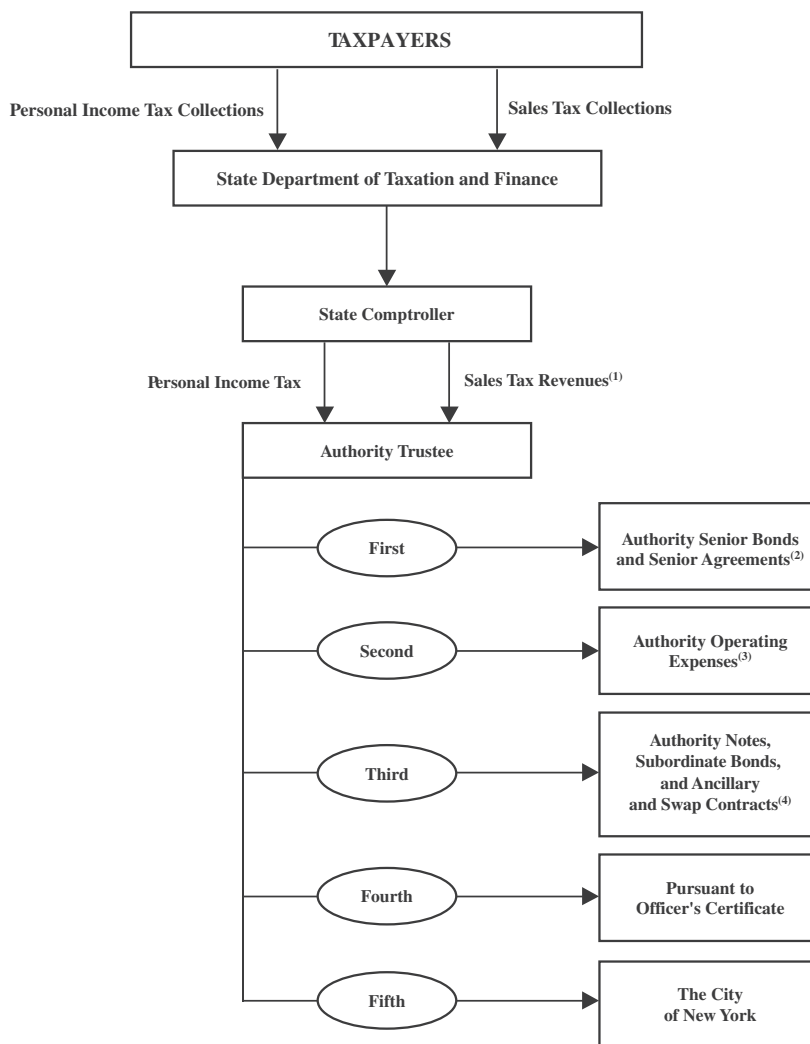 TAXPAYERS
Personal Income Tax Collections
Sales Tax Collections
State Department of Taxation and Finance
State Comptroller
Personal Income Tax
Sales Tax Revenues(1)
Authority Trustee
First
Authority Senior Bonds
and Senior Agreements(2)
Second
Authority Operating
Expenses(3)
Third
Authority Notes,
Subordinate Bonds,
and Ancillary
and Swap Contracts(4)
Fourth
Pursuant to
Officer's Certificate
Fifth
The City
of New York